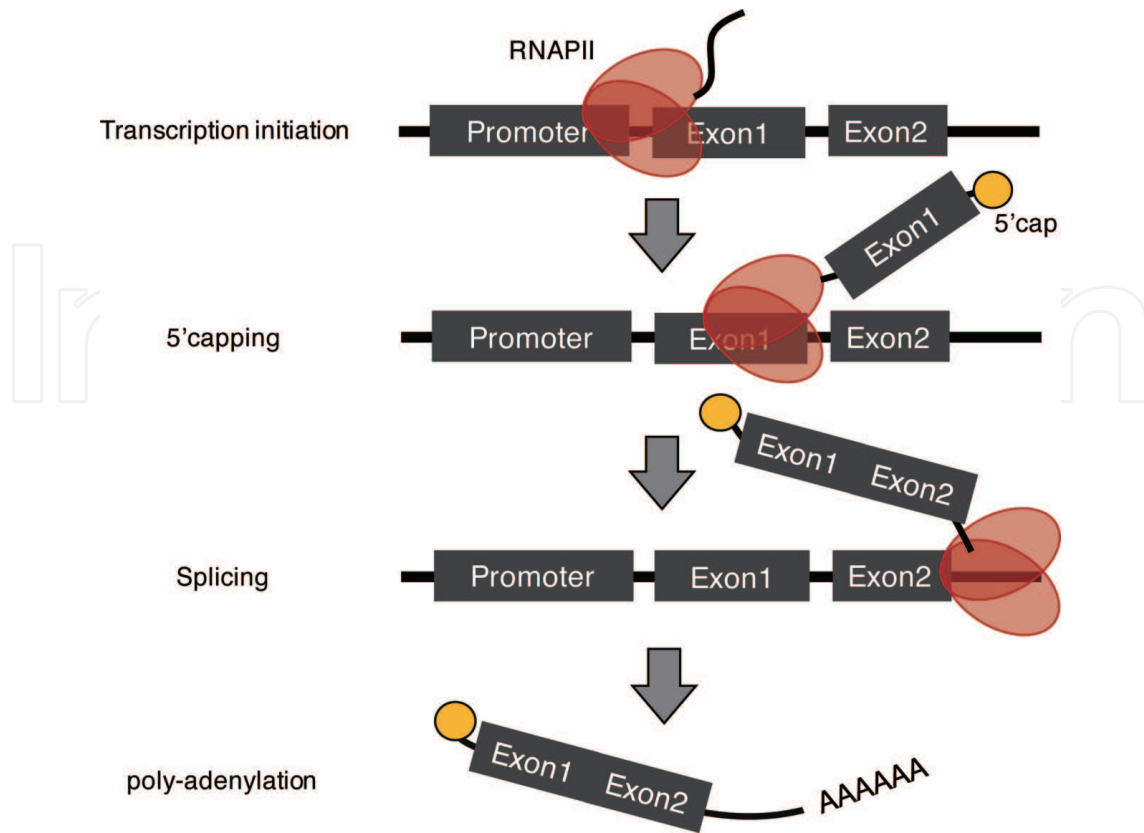 RNAPII
Transcription initiation
Promoter Exon1 Exon2
Exon1
5'cap
5'capping
Promoter Exon1 Exon2
Exon1 Exon2
Splicing
Promoter Exon1 Exon2
poly-adenylation
Exon1 Exon2
AAAAAA